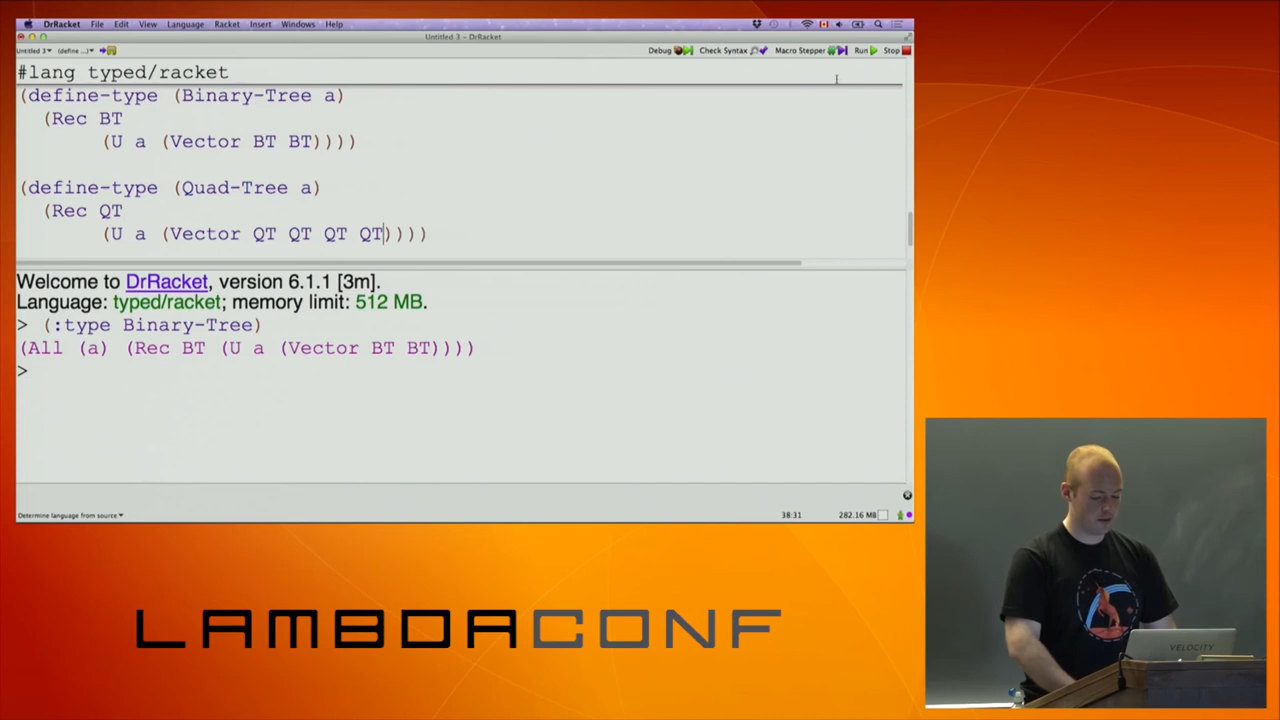 DrRacket File Edit View Language Racket Insert Windows Help
Untitled 3 - DrRacket
Untitled 3 (define ...) Debug Check Syntax Macro Stepper Run Stop
#lang typed/racket
(define-type (Binary-Tree a)
(Rec BT
(U a (Vector BT BT))))
(define-type (Quad-Tree a)
(Rec QT
(U a (Vector QT QT QT QT))))
Welcome to DrRacket, version 6.1.1 [3m].
Language: typed/racket; memory limit: 512 MB.
> (:type Binary-Tree)
(All (a) (Rec BT (U a (Vector BT BT))))
>
Determine language from source 38:31 282.16 MB
VELOCITY
LAMBDACONF